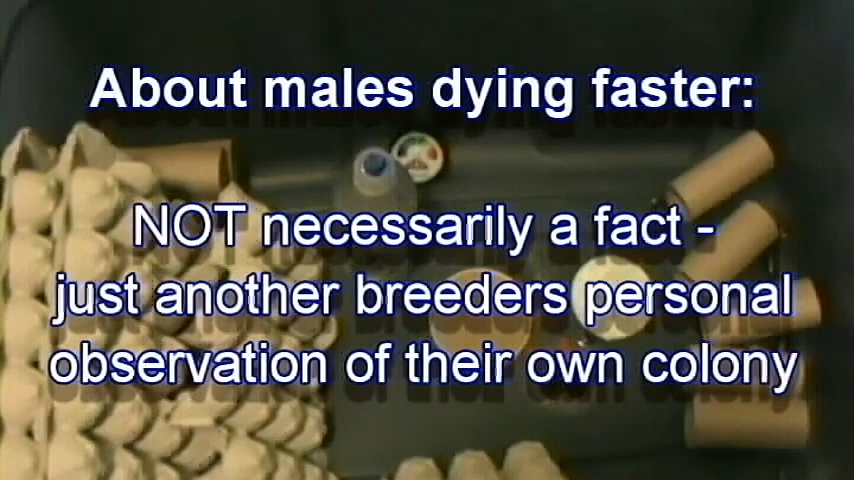 About males dying faster:
NOT necessarily a fact -
just another breeders personal
observation of their own colony